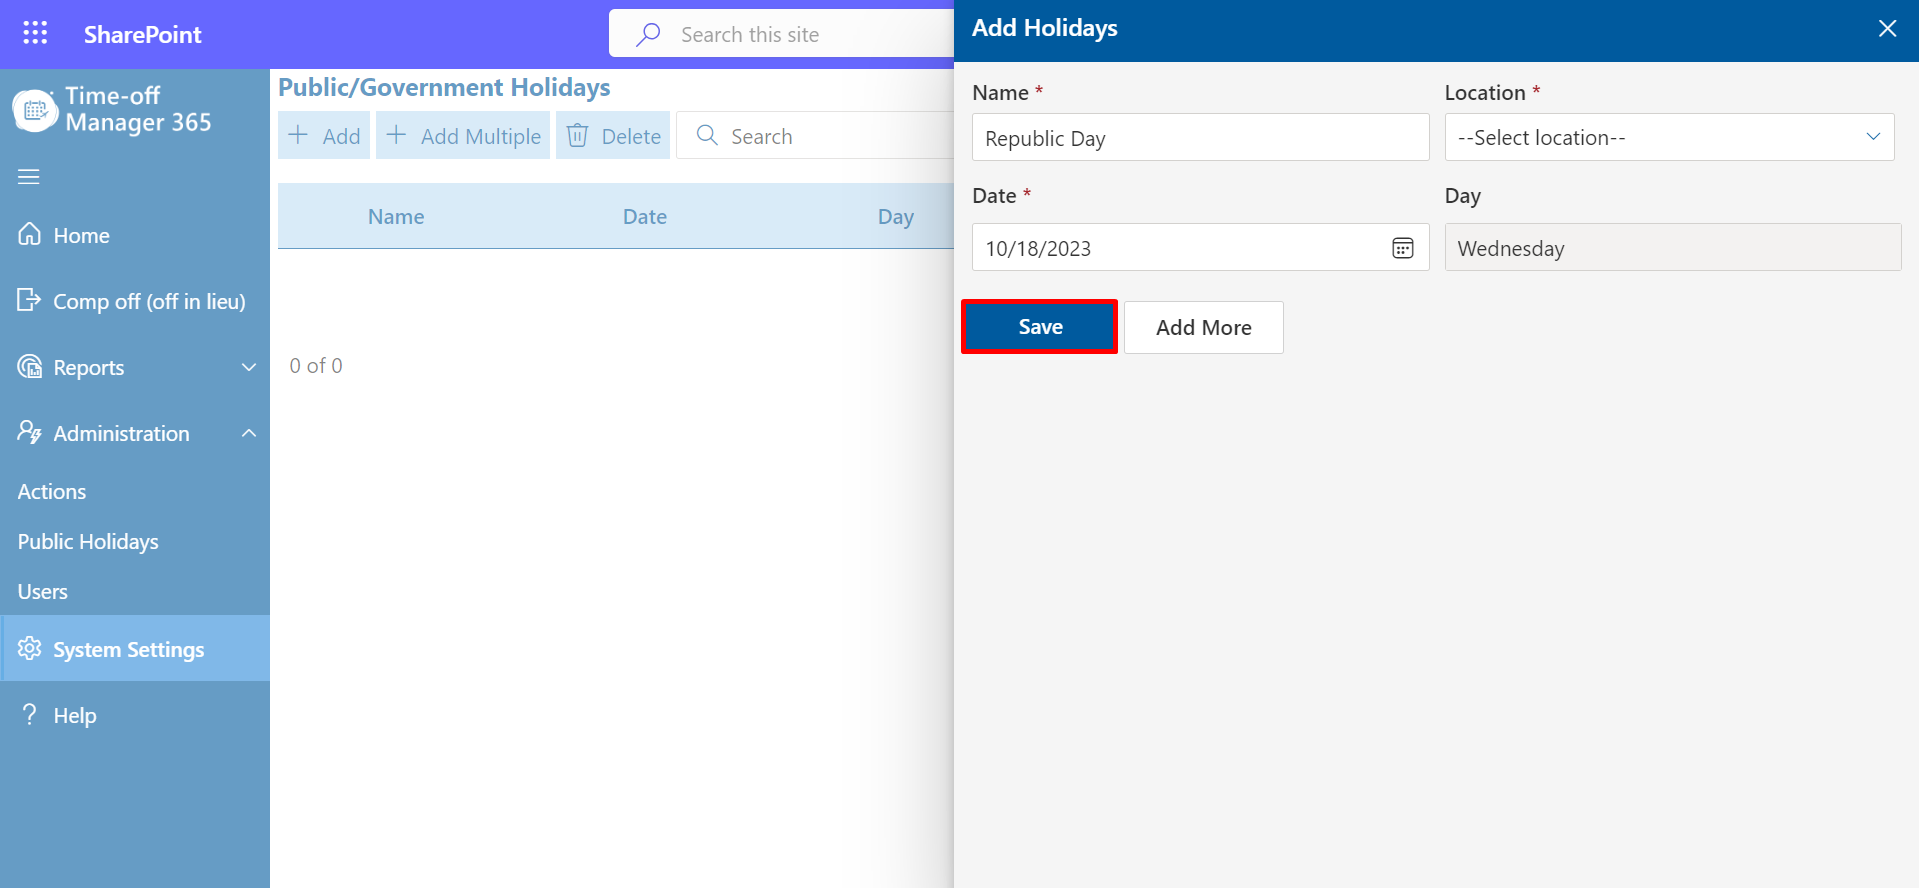 SharePoint
Search this site
Add Holidays
Time-off
Manager 365
Home
Comp off (off in lieu)
Reports
Administration
Actions
Public Holidays
Users
System Settings
Help
Public/Government Holidays
Add
Add Multiple
Delete
Search
Name
Date
Day
0 of 0
Name *
Location *
Republic Day
--Select location--
Date *
Day
10/18/2023
Wednesday
Save
Add More